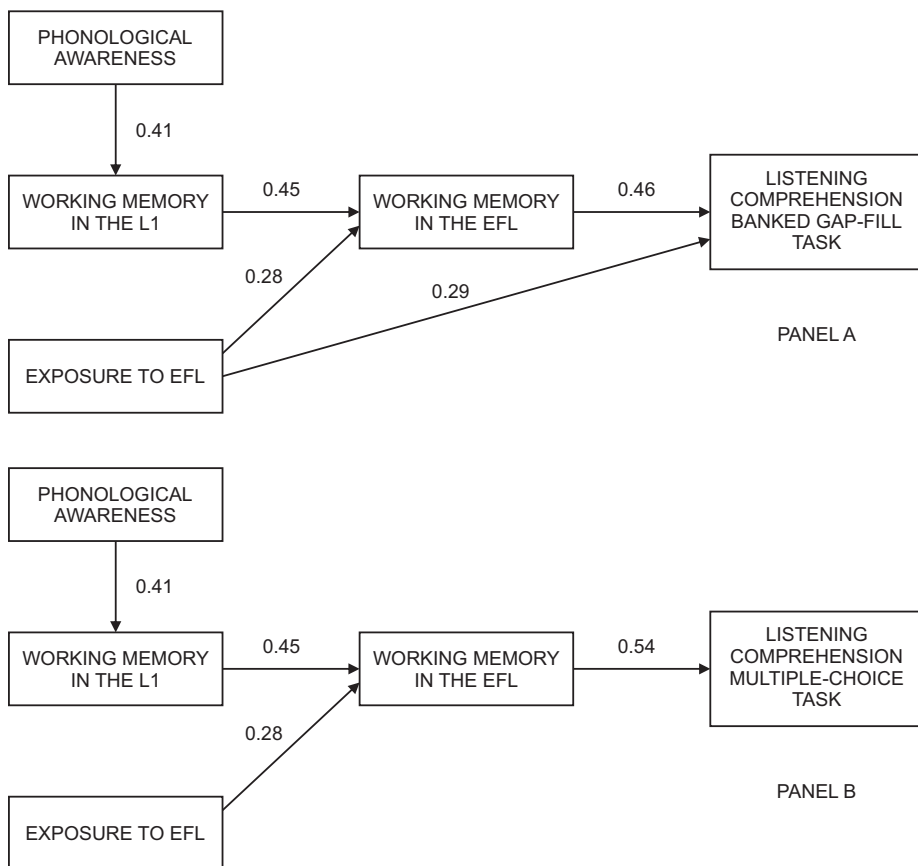 PHONOLOGICAL
AWARENESS
0.41
WORKING MEMORY
IN THE L1
0.45
WORKING MEMORY
IN THE EFL
0.46
LISTENING
COMPREHENSION
BANKED GAP-FILL
TASK
0.28
0.29
EXPOSURE TO EFL
PANEL A
PHONOLOGICAL
AWARENESS
0.41
WORKING MEMORY
IN THE L1
0.45
WORKING MEMORY
IN THE EFL
0.54
LISTENING
COMPREHENSION
MULTIPLE-CHOICE
TASK
0.28
EXPOSURE TO EFL
PANEL B